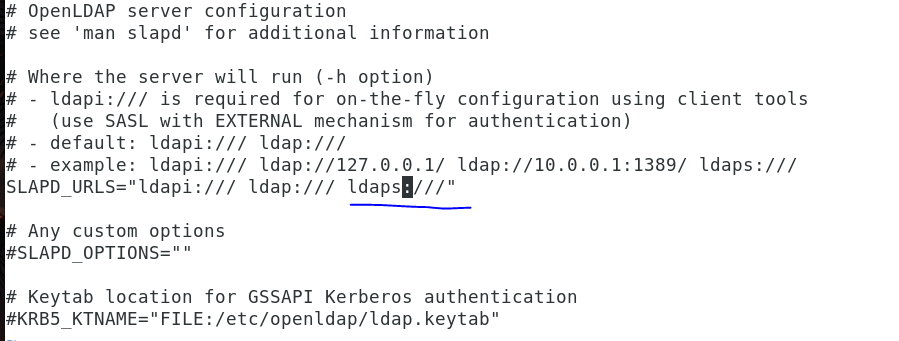 # OpenLDAP server configuration
# see 'man slapd' for additional information
# Where the server will run (-h option)
# - ldapi:/// is required for on-the-fly configuration using client tools
#   (use SASL with EXTERNAL mechanism for authentication)
# - default: ldapi:/// ldap:///
# - example: ldapi:/// ldap://127.0.0.1/ ldap://10.0.0.1:1389/ ldaps:///
SLAPD_URLS="ldapi:/// ldap:/// ldaps:///"
# Any custom options
#SLAPD_OPTIONS=""
# Keytab location for GSSAPI Kerberos authentication
#KRB5_KTNAME="FILE:/etc/openldap/ldap.keytab"